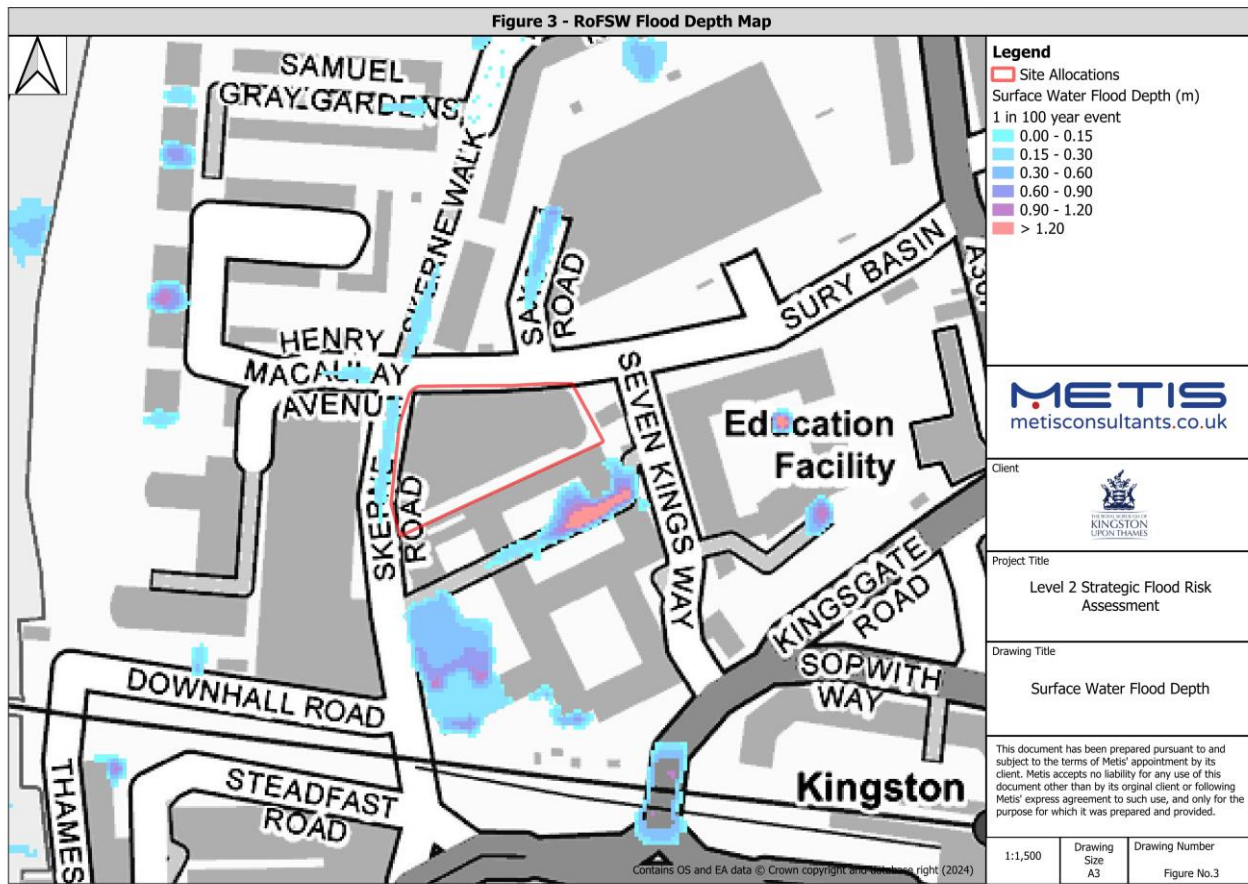 Figure 3 - RoFSW Flood Depth Map
SAMUEL
GRAY GARDENS
SKERNEWALK
HENRY
MACAULAY
AVENUE
ROAD
SURY BASIN
SEVEN KINGS WAY
SKERNE
ROAD
Education
Facility
KINGSGATE
ROAD
SOPWITH
WAY
DOWNHALL ROAD
THAMES
STEADFAST
ROAD
Kingston
Contains OS and EA data © Crown copyright and database right (2024)
Legend
Site Allocations
Surface Water Flood Depth (m)
1 in 100 year event
0.00 - 0.15
0.15 - 0.30
0.30 - 0.60
0.60 - 0.90
0.90 - 1.20
> 1.20
METIS
metisconsultants.co.uk
Client
THE ROYAL BOROUGH OF
KINGSTON
UPON THAMES
Project Title
Level 2 Strategic Flood Risk
Assessment
Drawing Title
Surface Water Flood Depth
This document has been prepared pursuant to and
subject to the terms of Metis' appointment by its
client. Metis accepts no liability for any use of this
document other than by its orginal client or following
Metis' express agreement to such use, and only for the
purpose for which it was prepared and provided.
1:1,500
Drawing
Size
A3
Drawing Number
Figure No.3